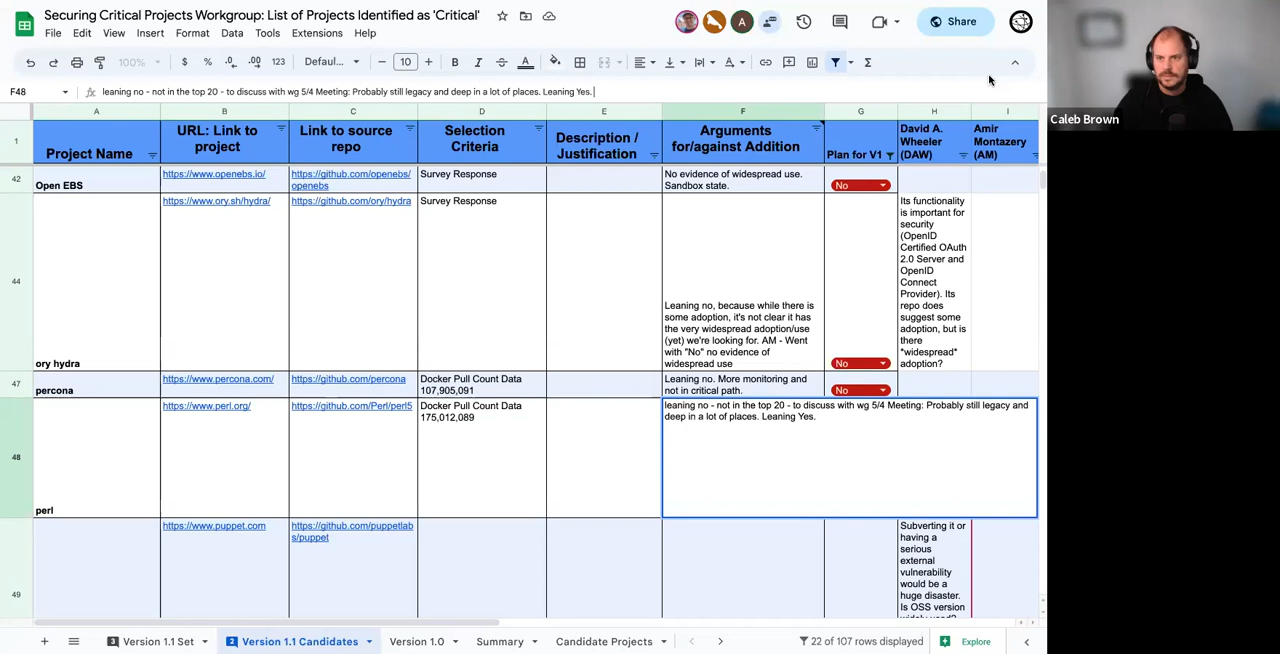 Securing Critical Projects Workgroup: List of Projects Identified as 'Critical'
File Edit View Insert Format Data Tools Extensions Help
A
Share
100%
$ % .0 .00 123
Defaul...
10
B I S A
Σ
F48
fx leaning no - not in the top 20 - to discuss with wg 5/4 Meeting: Probably still legacy and deep in a lot of places. Leaning Yes.
Caleb Brown
A B C D E F G H I
1
Project Name
URL: Link to
project
Link to source
repo
Selection
Criteria
Description /
Justification
Arguments
for/against Addition
Plan for V1
David A.
Wheeler
(DAW)
Amir
Montazery
(AM)
42
Open EBS
https://www.openebs.io/
https://github.com/openebs/
openebs
Survey Response
No evidence of widespread use.
Sandbox state.
No
44
ory hydra
https://www.ory.sh/hydra/
https://github.com/ory/hydra
Survey Response
Leaning no, because while there is
some adoption, it's not clear it has
the very widespread adoption/use
(yet) we're looking for. AM - Went
with "No" no evidence of
widespread use
No
Its functionality
is important for
security
(OpenID
Certified OAuth
2.0 Server and
OpenID
Connect
Provider). Its
repo does
suggest some
adoption, but is
there
*widespread*
adoption?
47
percona
https://www.percona.com/
https://github.com/percona
Docker Pull Count Data
107,905,091
Leaning no. More monitoring and
not in critical path.
No
48
perl
https://www.perl.org/
https://github.com/Perl/perl5
Docker Pull Count Data
175,012,089
leaning no - not in the top 20 - to discuss with wg 5/4 Meeting: Probably still legacy and
deep in a lot of places. Leaning Yes.
49
https://www.puppet.com
https://github.com/puppetlab
s/puppet
Subverting it or
having a
serious
external
vulnerability
would be a
huge disaster.
Is OSS version
3 Version 1.1 Set
2 Version 1.1 Candidates
Version 1.0
Summary
Candidate Projects
22 of 107 rows displayed
Explore